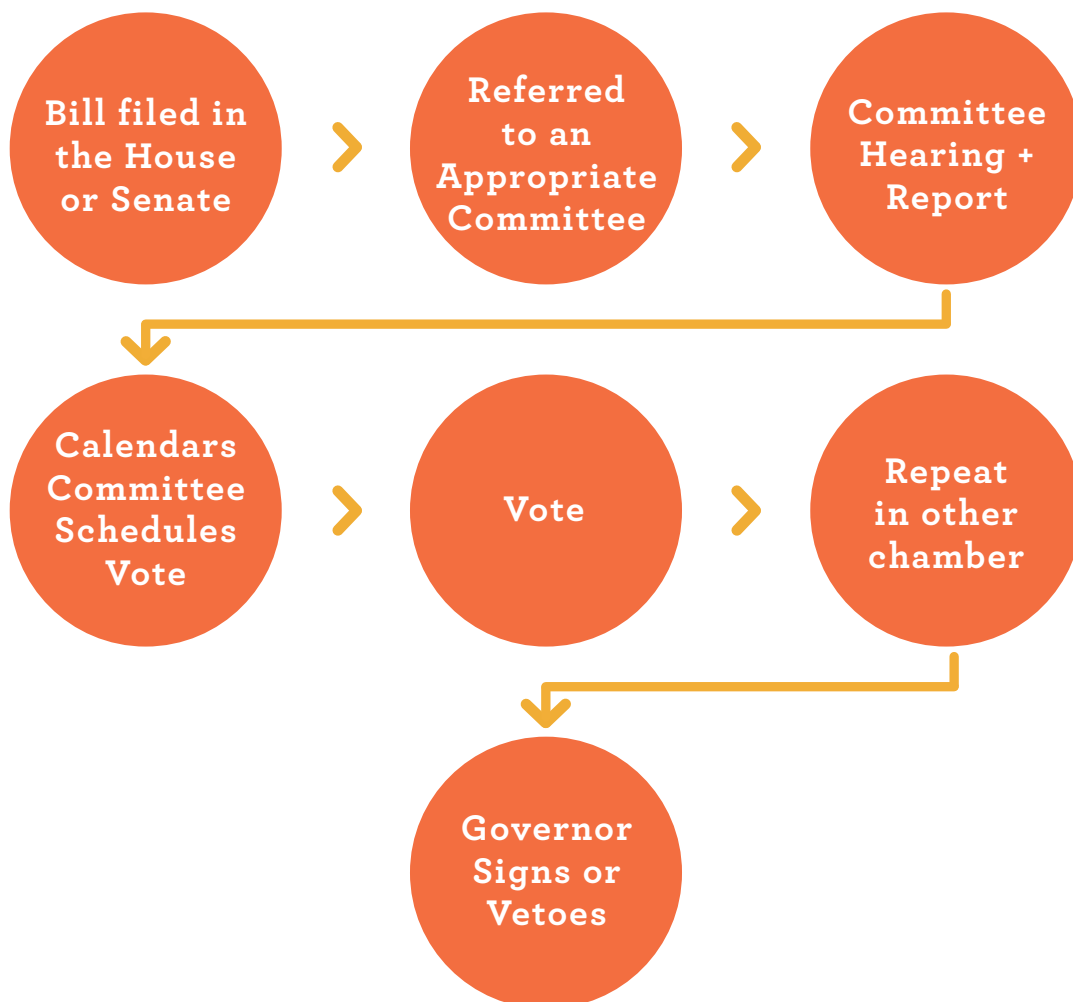 Bill filed in
the House
or Senate
Referred
to an
Appropriate
Committee
Committee
Hearing +
Report
Calendars
Committee
Schedules
Vote
Vote
Repeat
in other
chamber
Governor
Signs or
Vetoes